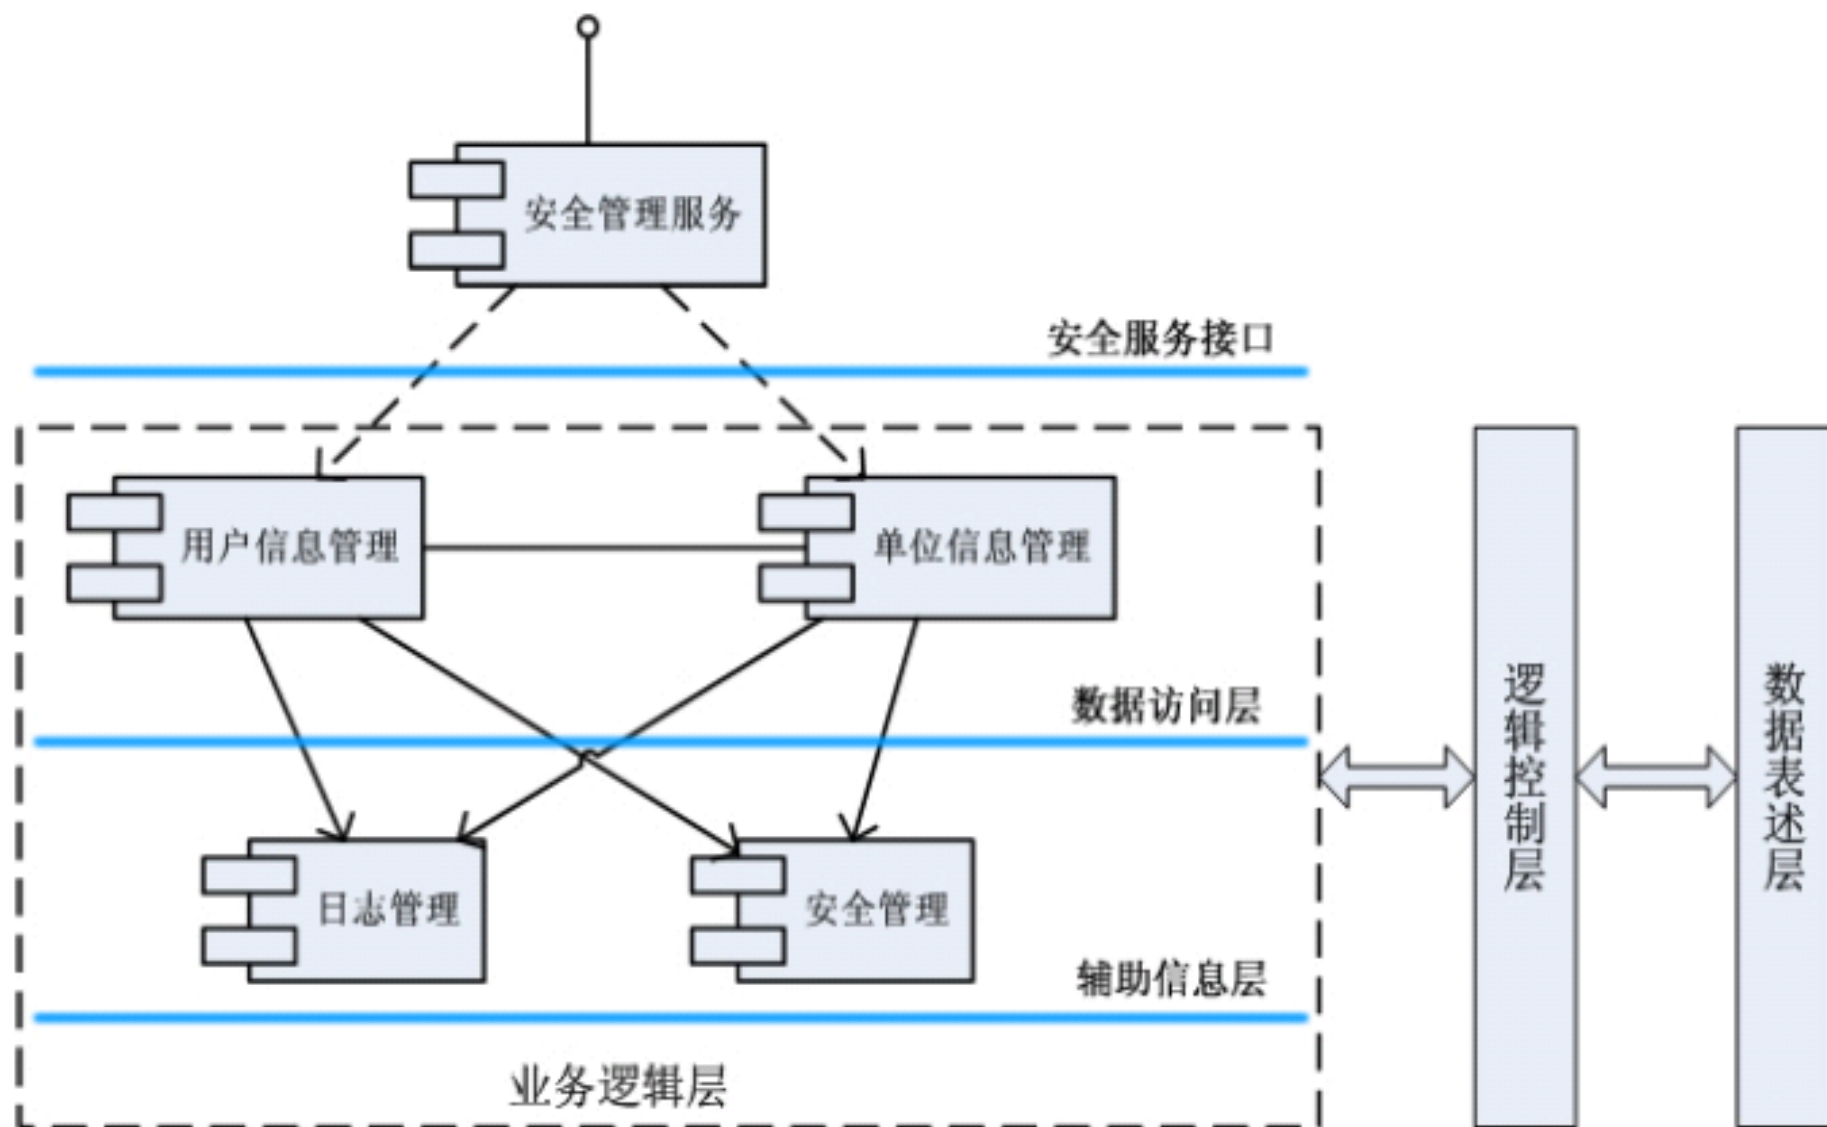 安全管理服务
安全服务接口
用户信息管理
单位信息管理
数据访问层
日志管理
安全管理
辅助信息层
业务逻辑层
逻辑控制层
数据表述层